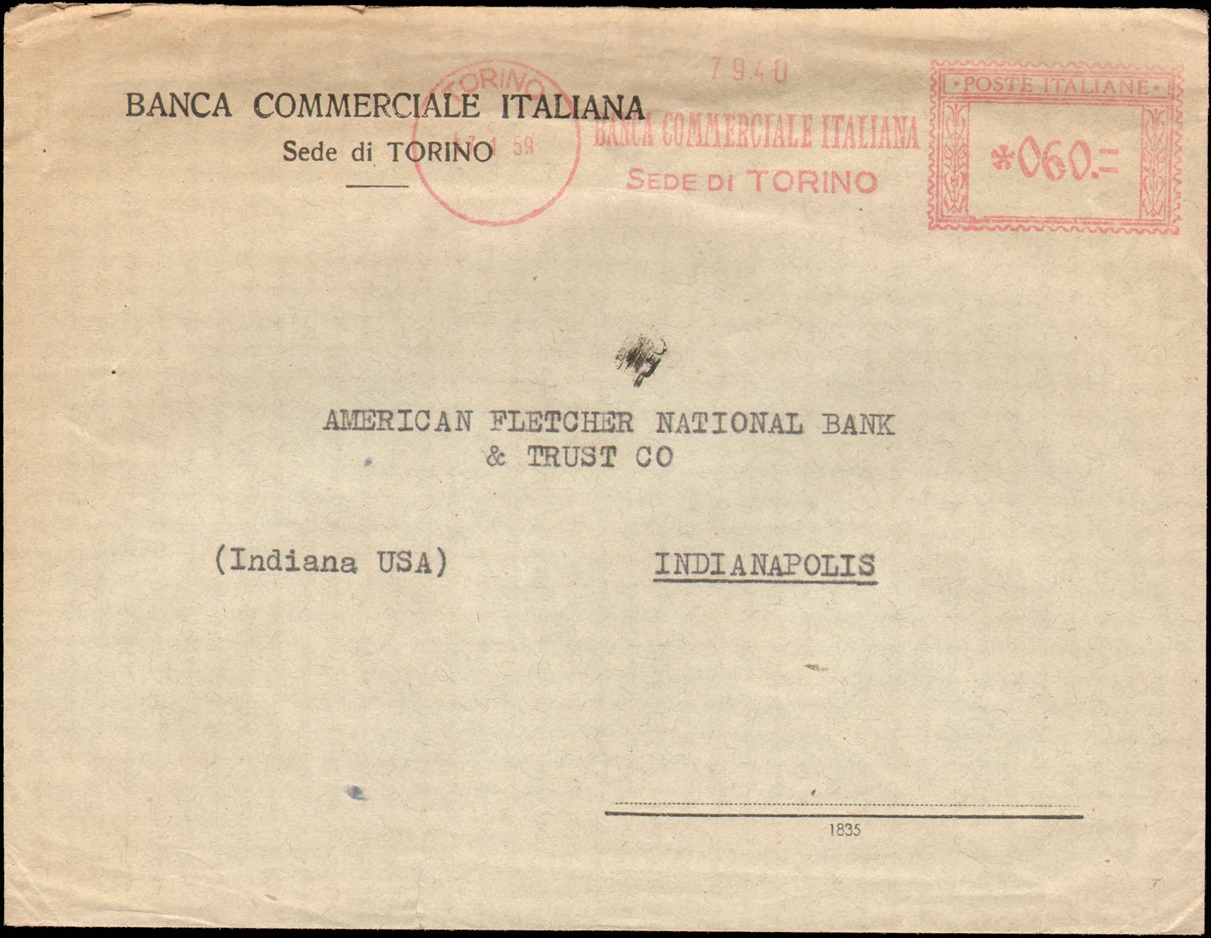 7940
BANCA COMMERCIALE ITALIANA
Sede di TORINO
TORINO
1 59
BANCA COMMERCIALE ITALIANA
SEDE DI TORINO
·POSTE ITALIANE·
*060.=
AMERICAN FLETCHER NATIONAL BANK
& TRUST CO
(Indiana USA) INDIANAPOLIS
1835